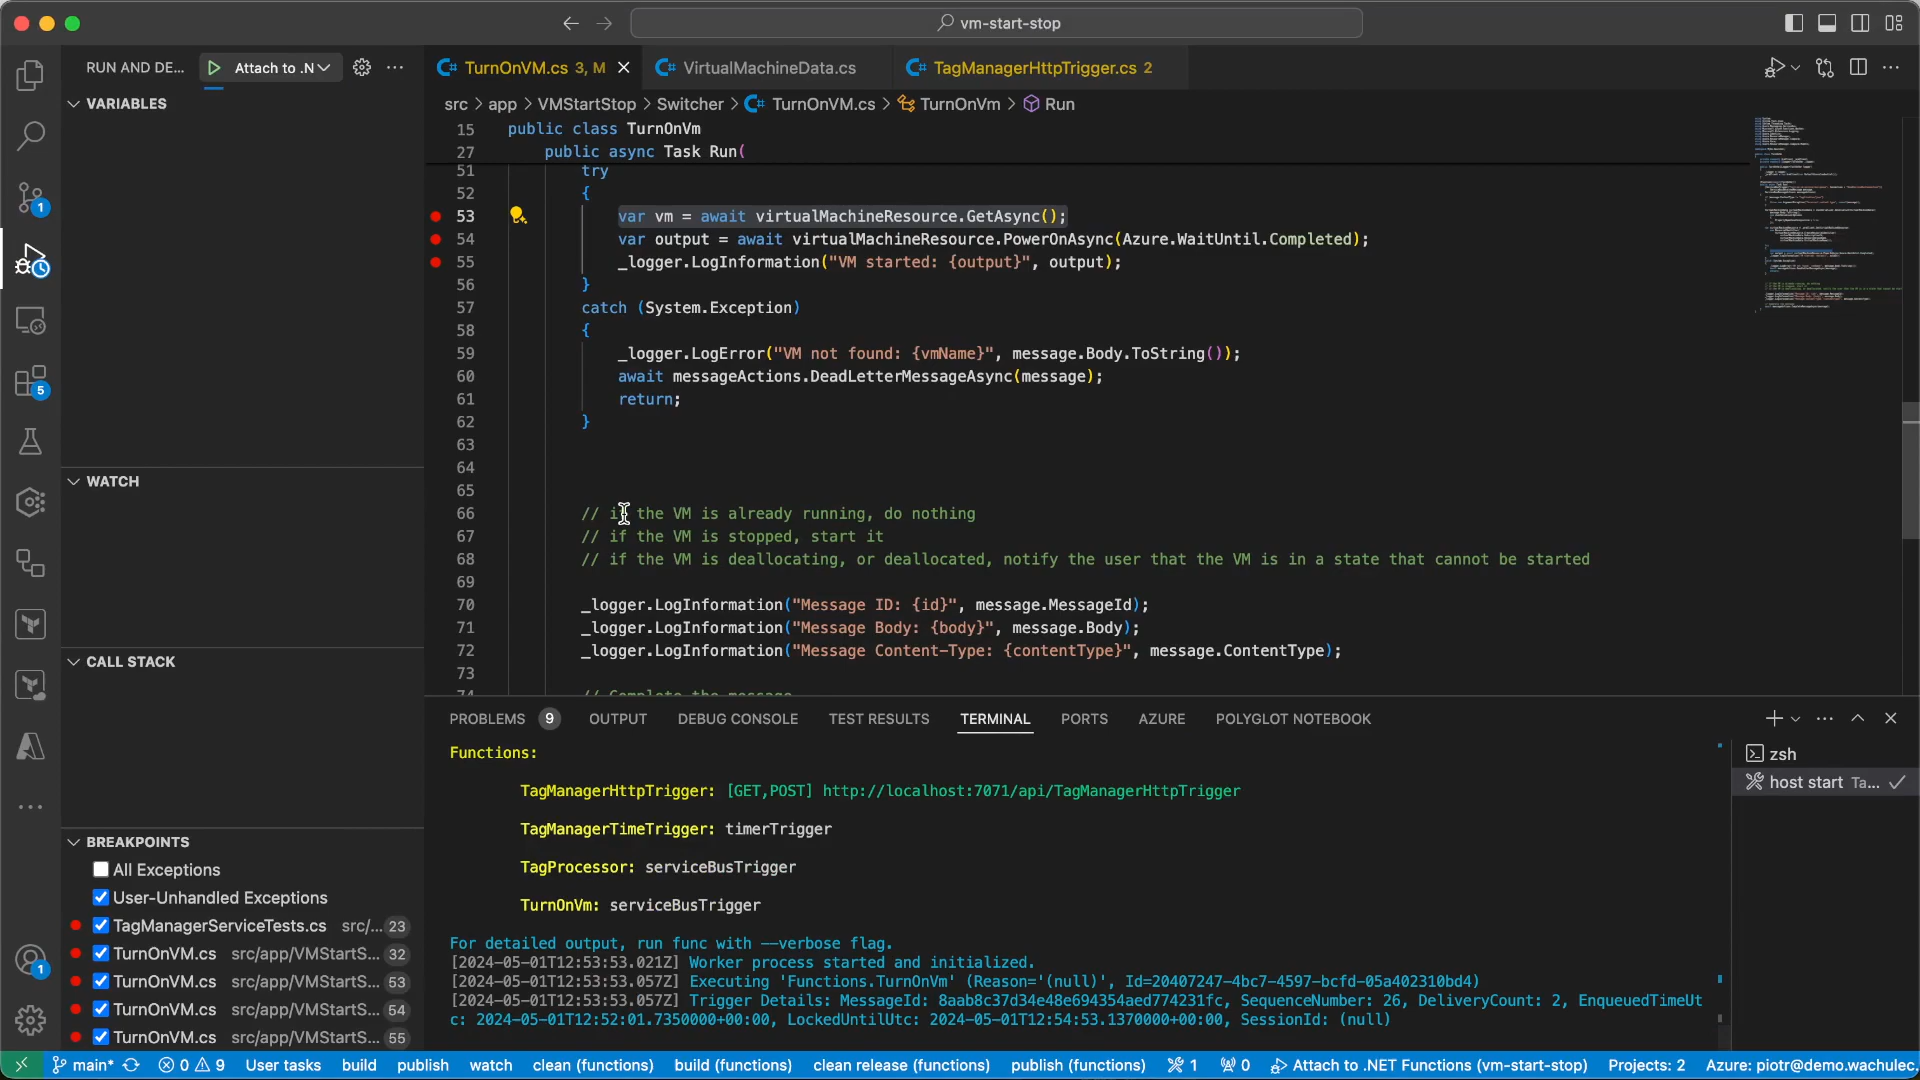 vm-start-stop
RUN AND DE...
Attach to .N
TurnOnVM.cs 3, M
VirtualMachineData.cs
TagManagerHttpTrigger.cs 2
src > app > VMStartStop > Switcher > TurnOnVM.cs > TurnOnVm > Run
VARIABLES
WATCH
CALL STACK
BREAKPOINTS
All Exceptions
User-Unhandled Exceptions
TagManagerServiceTests.cs src/... 23
TurnOnVM.cs src/app/VMStartS... 32
TurnOnVM.cs src/app/VMStartS... 53
TurnOnVM.cs src/app/VMStartS... 54
TurnOnVM.cs src/app/VMStartS... 55
1
5
1
15 public class TurnOnVm
27 public async Task Run(
51 try
52 {
53 var vm = await virtualMachineResource.GetAsync();
54 var output = await virtualMachineResource.PowerOnAsync(Azure.WaitUntil.Completed);
55 _logger.LogInformation("VM started: {output}", output);
56 }
57 catch (System.Exception)
58 {
59 _logger.LogError("VM not found: {vmName}", message.Body.ToString());
60 await messageActions.DeadLetterMessageAsync(message);
61 return;
62 }
63
64
65
66 // if the VM is already running, do nothing
67 // if the VM is stopped, start it
68 // if the VM is deallocating, or deallocated, notify the user that the VM is in a state that cannot be started
69
70 _logger.LogInformation("Message ID: {id}", message.MessageId);
71 _logger.LogInformation("Message Body: {body}", message.Body);
72 _logger.LogInformation("Message Content-Type: {contentType}", message.ContentType);
73
74 // Complete the message
PROBLEMS 9 OUTPUT DEBUG CONSOLE TEST RESULTS TERMINAL PORTS AZURE POLYGLOT NOTEBOOK
Functions:
TagManagerHttpTrigger: [GET,POST] http://localhost:7071/api/TagManagerHttpTrigger
TagManagerTimeTrigger: timerTrigger
TagProcessor: serviceBusTrigger
TurnOnVm: serviceBusTrigger
For detailed output, run func with --verbose flag.
[2024-05-01T12:53:53.021Z] Worker process started and initialized.
[2024-05-01T12:53:53.057Z] Executing 'Functions.TurnOnVm' (Reason='(null)', Id=20407247-4bc7-4597-bcfd-05a402310bd4)
[2024-05-01T12:53:53.057Z] Trigger Details: MessageId: 8aab8c37d34e48e694354aed774231fc, SequenceNumber: 26, DeliveryCount: 2, EnqueuedTimeUt
c: 2024-05-01T12:52:01.7350000+00:00, LockedUntilUtc: 2024-05-01T12:54:53.1370000+00:00, SessionId: (null)
zsh
host start Ta...
main* 0 9 User tasks build publish watch clean (functions) build (functions) clean release (functions) publish (functions) 1 0 Attach to .NET Functions (vm-start-stop) Projects: 2 Azure: piotr@demo.wachulec.